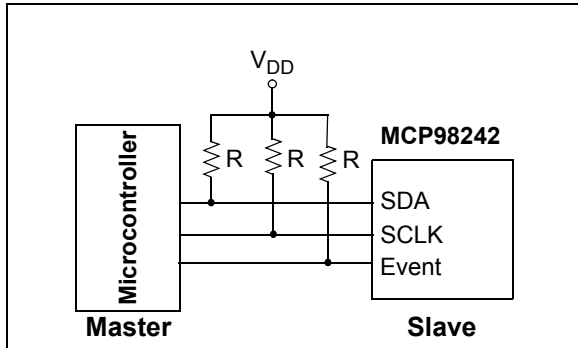 VDD
R
R
R
MCP98242
Microcontroller
SDA
SCLK
Event
Master
Slave